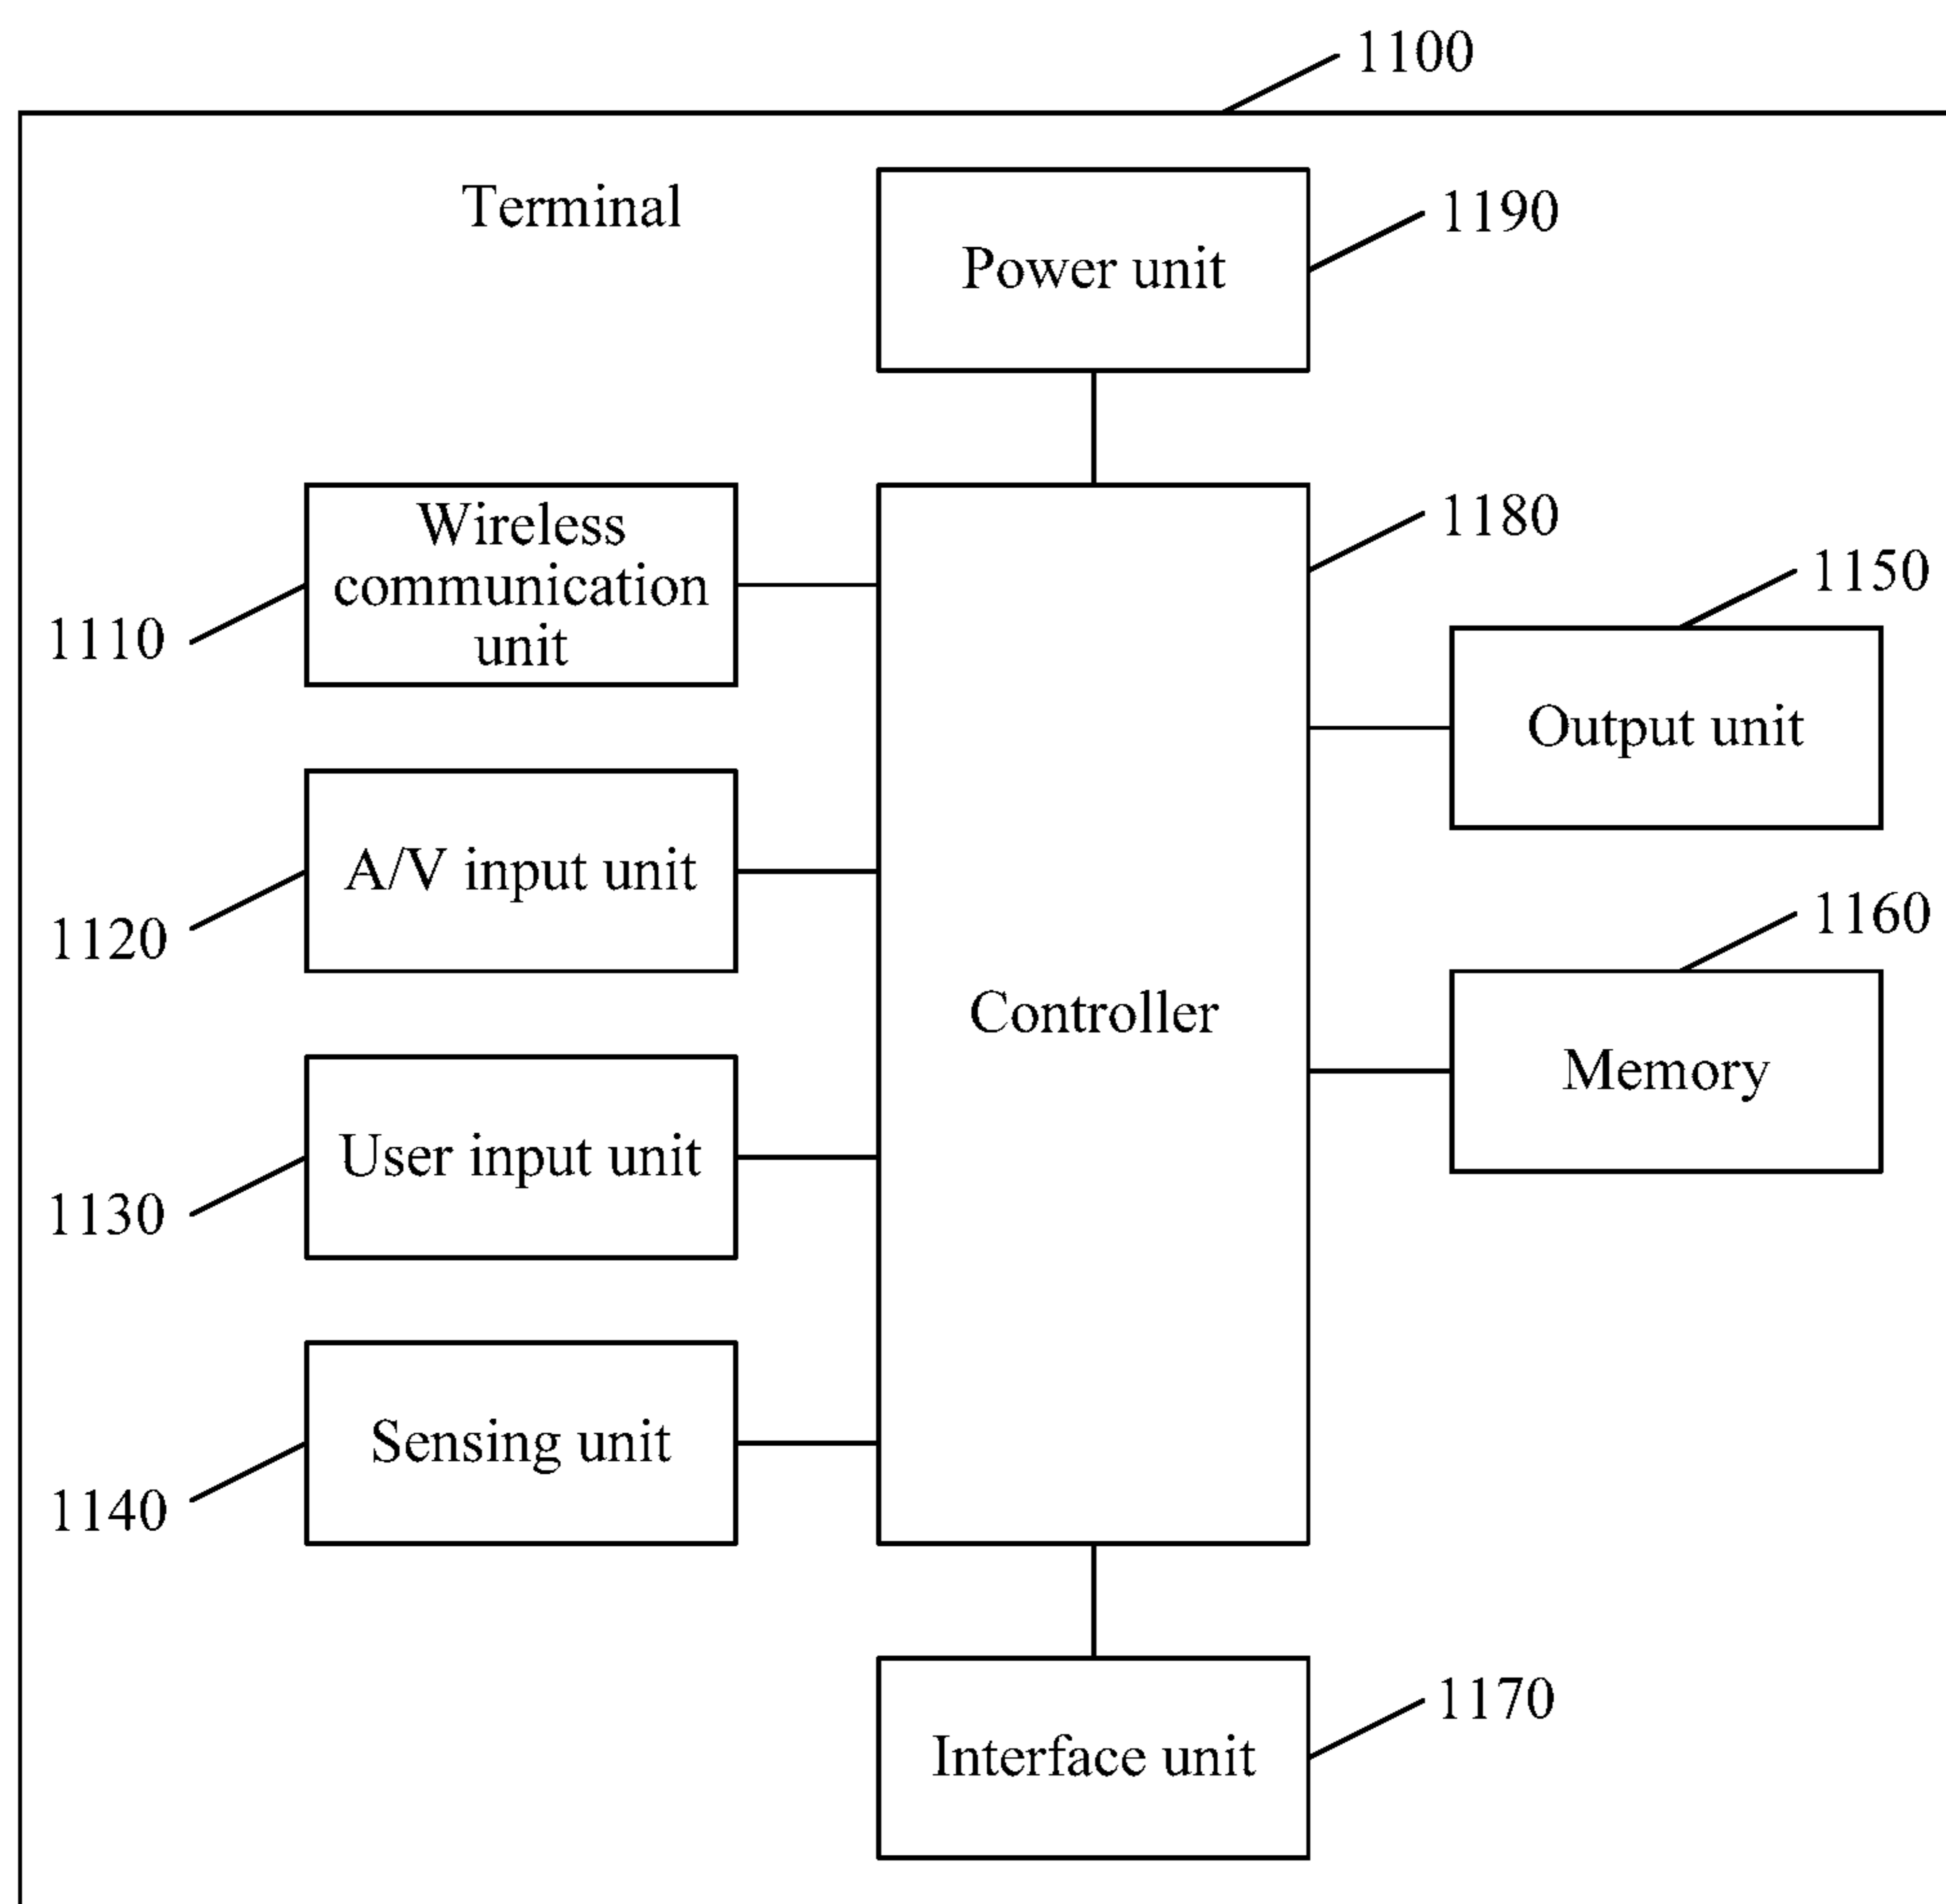 1100
Terminal
1190
Power unit
Wireless
communication
unit
1110
1180
1150
Output unit
A/V input unit
1120
1160
Controller
Memory
User input unit
1130
Sensing unit
1140
1170
Interface unit